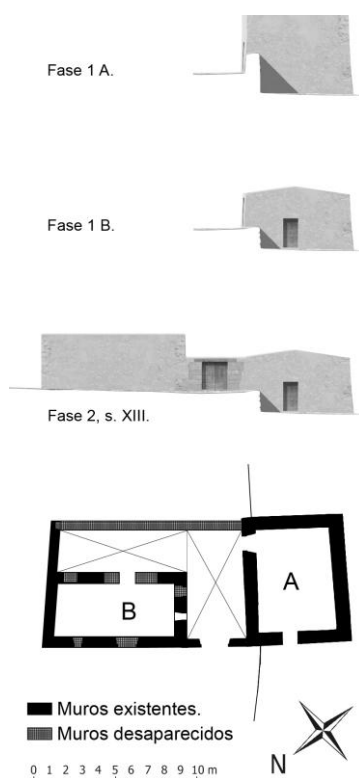 Fase 1 A.
Fase 1 B.
Fase 2, s. XIII.
A
B
Muros existentes.
Muros desaparecidos
N
0 1 2 3 4 5 6 7 8 9 10 m